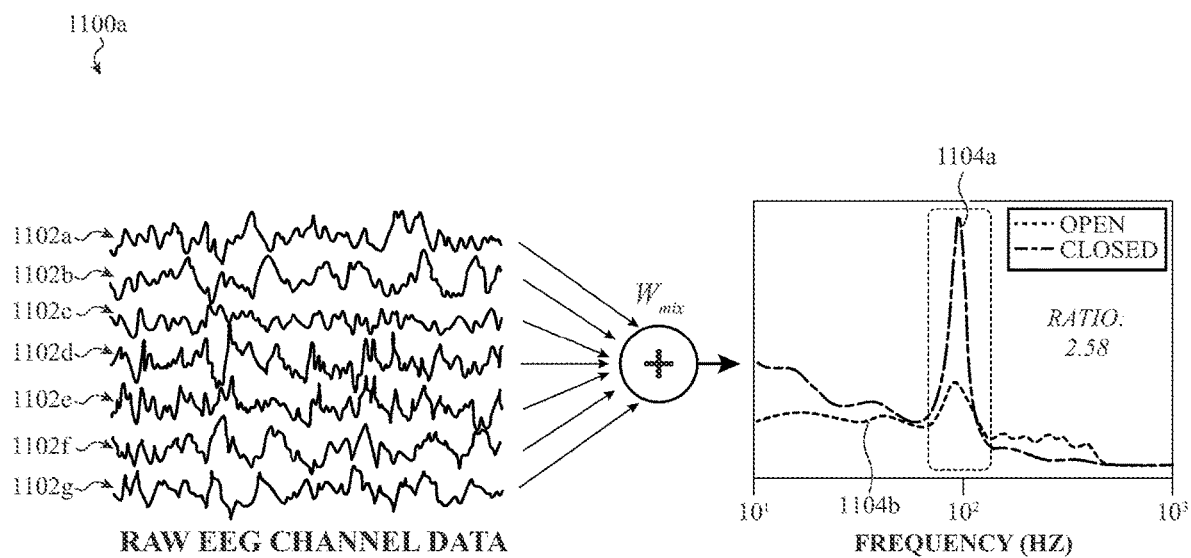 1100a
1104a
OPEN
CLOSED
1102a
1102b
1102c
1102d
1102e
1102f
1102g
W_mix
RATIO:
2.58
1104b
10¹
10²
10³
RAW EEG CHANNEL DATA
FREQUENCY (HZ)